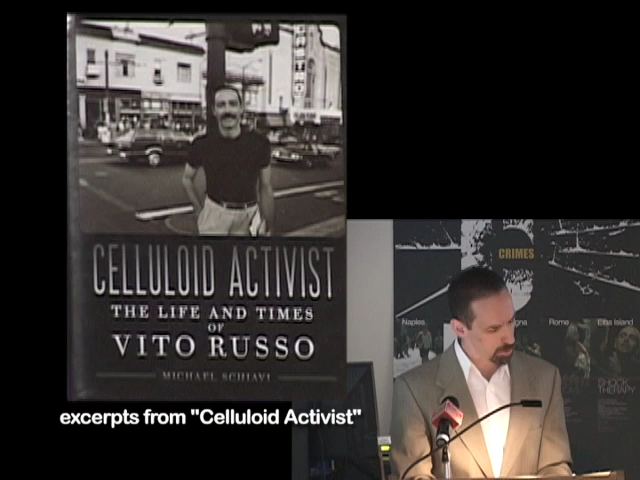 CASTRO
CELLULOID ACTIVIST
THE LIFE AND TIMES
OF
VITO RUSSO
MICHAEL SCHIAVI
excerpts from "Celluloid Activist"
CRIMES
Naples
Rome
Elba Island
SHOCK
THERAPY